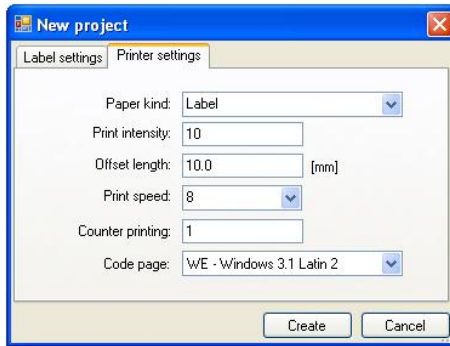 New project
Label settings Printer settings
Paper kind: Label
Print intensity: 10
Offset length: 10.0 [mm]
Print speed: 8
Counter printing: 1
Code page: WE - Windows 3.1 Latin 2
Create Cancel